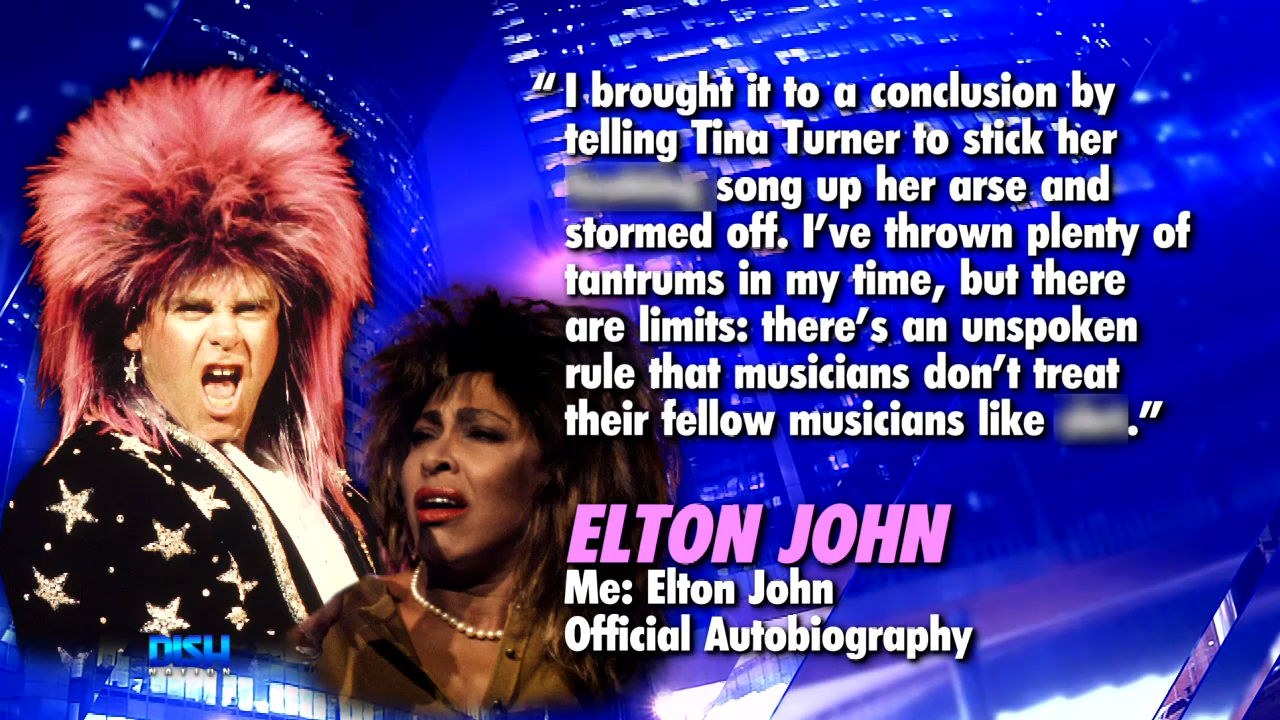 “I brought it to a conclusion by
telling Tina Turner to stick her
song up her arse and
stormed off. I’ve thrown plenty of
tantrums in my time, but there
are limits: there’s an unspoken
rule that musicians don’t treat
their fellow musicians like .”
ELTON JOHN
Me: Elton John
Official Autobiography
DISH
NATION